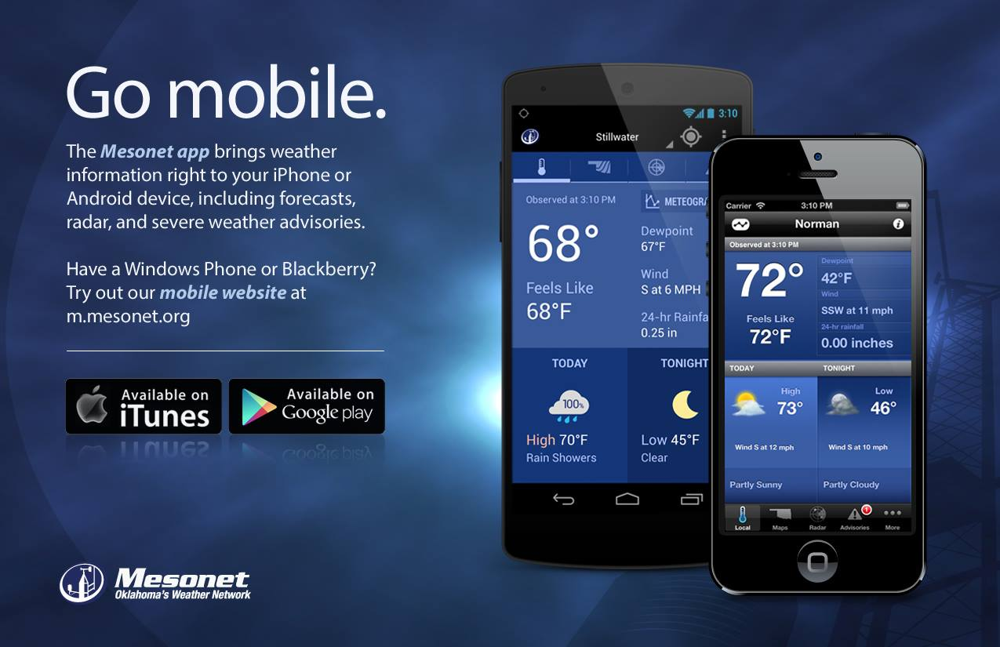 Go mobile.
The Mesonet app brings weather
information right to your iPhone or
Android device, including forecasts,
radar, and severe weather advisories.
Have a Windows Phone or Blackberry?
Try out our mobile website at
m.mesonet.org
Available on
iTunes
Available on
Google play
Mesonet
Oklahoma's Weather Network
3:10
Stillwater
Observed at 3:10 PM
METEOGRA
68°
Dewpoint
67°F
Wind
S at 6 MPH
Feels Like
68°F
24-hr Rainfa
0.25 in
TODAY
TONIGHT
100%
High 70°F
Low 45°F
Rain Showers
Clear
Carrier
3:10 PM
Norman
Observed at 3:10 PM
72°
Dewpoint
42°F
Wind
SSW at 11 mph
Feels Like
72°F
24-hr rainfall
0.00 inches
TODAY
TONIGHT
High
73°
Low
46°
Wind S at 12 mph
Wind S at 10 mph
Partly Sunny
Partly Cloudy
1
Local
Maps
Radar
Advisories
More